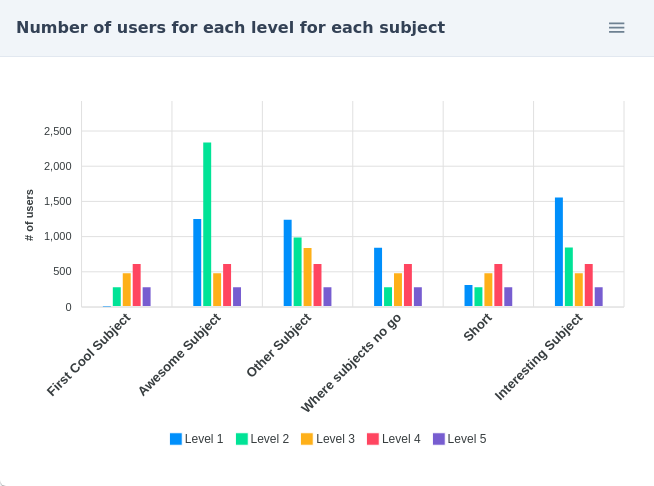 Number of users for each level for each subject
# of users
2,500
2,000
1,500
1,000
500
0
First Cool Subject
Awesome Subject
Other Subject
Where subjects no go
Short
Interesting Subject
Level 1 Level 2 Level 3 Level 4 Level 5